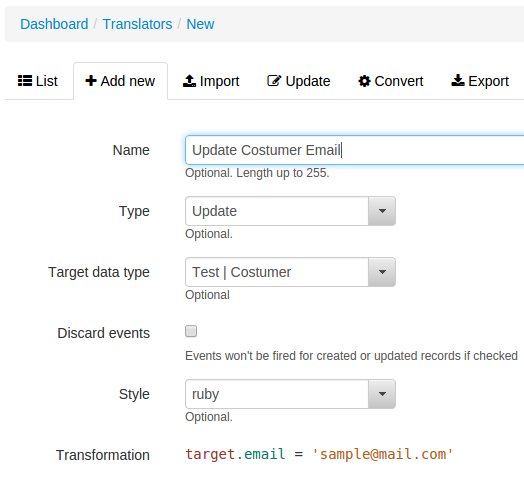 Dashboard / Translators / New
List Add new Import Update Convert Export
Name Update Costumer Email
Optional. Length up to 255.
Type Update
Optional.
Target data type Test | Costumer
Optional
Discard events
Events won't be fired for created or updated records if checked
Style ruby
Optional.
Transformation target.email = 'sample@mail.com'